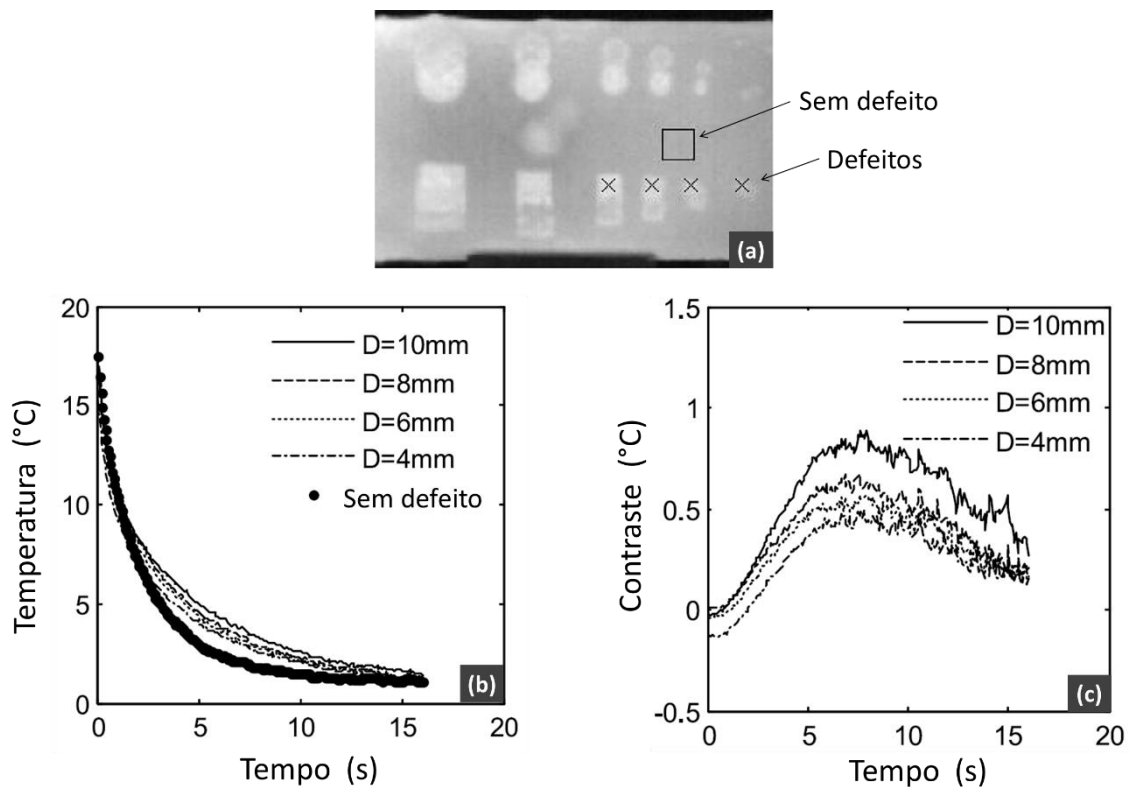 Sem defeito
Defeitos
(a)
20
15
10
5
0
0
5
10
15
20
Temperatura (°C)
Tempo (s)
D=10mm
D=8mm
D=6mm
D=4mm
Sem defeito
(b)
1.5
1
0.5
0
-0.5
0
5
10
15
20
Contraste (°C)
Tempo (s)
D=10mm
D=8mm
D=6mm
D=4mm
(c)